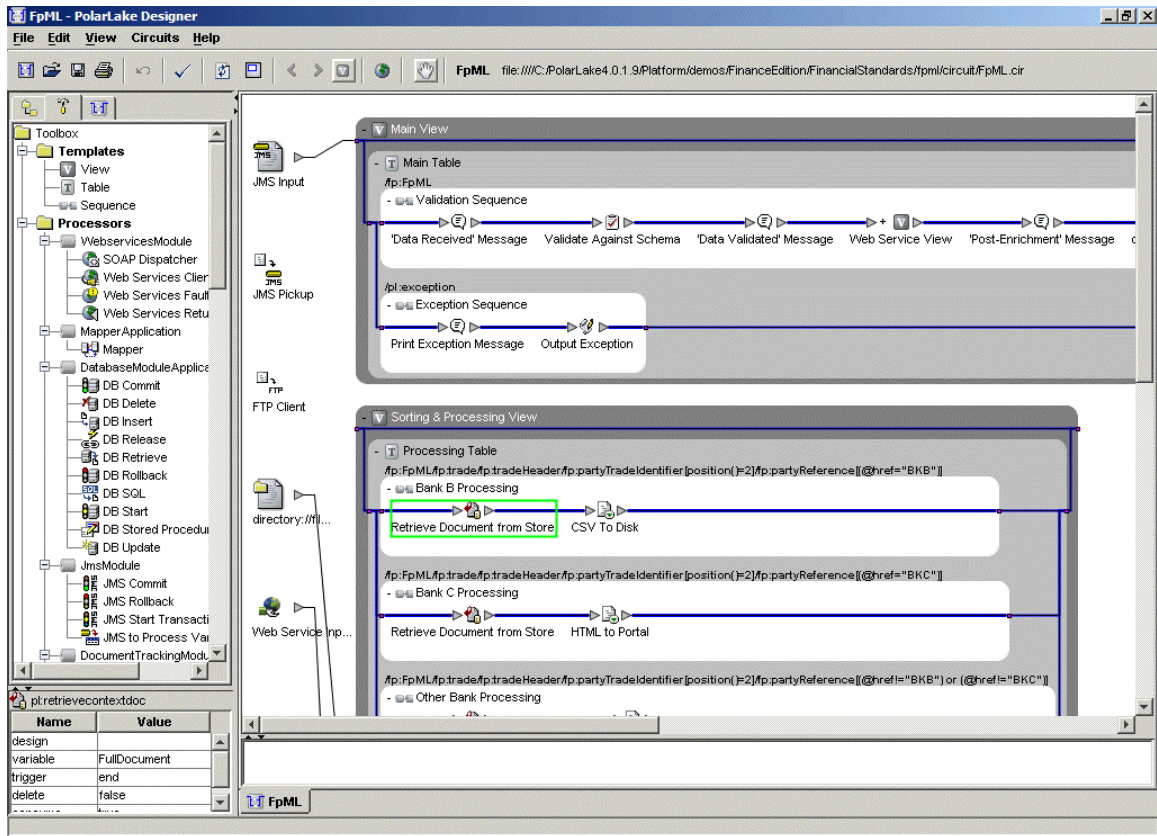 FpML - PolarLake Designer
File Edit View Circuits Help
FpML file:////C:/PolarLake4.0.1.9/Platform/demos/FinanceEdition/FinancialStandards/fpml/circuit/FpML.cir
Toolbox
Templates
View
Table
Sequence
Processors
WebservicesModule
SOAP Dispatcher
Web Services Clier
Web Services Fault
Web Services Retu
MapperApplication
Mapper
DatabaseModuleApplica
DB Commit
DB Delete
DB Insert
DB Release
DB Retrieve
DB Rollback
DB SQL
DB Start
DB Stored Procedur
DB Update
JmsModule
JMS Commit
JMS Rollback
JMS Start Transacti
JMS to Process Var
DocumentTrackingModu
pl:retrievecontextdoc
Name Value
design
variable FullDocument
trigger end
delete false
JMS Input
JMS Pickup
FTP Client
directory://fil...
Web Service Inp...
Main View
Main Table
/fp:FpML
Validation Sequence
'Data Received' Message Validate Against Schema 'Data Validated' Message Web Service View 'Post-Enrichment' Message
/pl:exception
Exception Sequence
Print Exception Message Output Exception
Sorting & Processing View
Processing Table
/fp:FpML/fp:trade/fp:tradeHeader/fp:partyTradeIdentifier[position()=2]/fp:partyReference[(@href="BKB")]
Bank B Processing
Retrieve Document from Store CSV To Disk
/fp:FpML/fp:trade/fp:tradeHeader/fp:partyTradeIdentifier[position()=2]/fp:partyReference[(@href="BKC")]
Bank C Processing
Retrieve Document from Store HTML to Portal
/fp:FpML/fp:trade/fp:tradeHeader/fp:partyTradeIdentifier[position()=2]/fp:partyReference[(@href!="BKB") or (@href!="BKC")]
Other Bank Processing
FpML